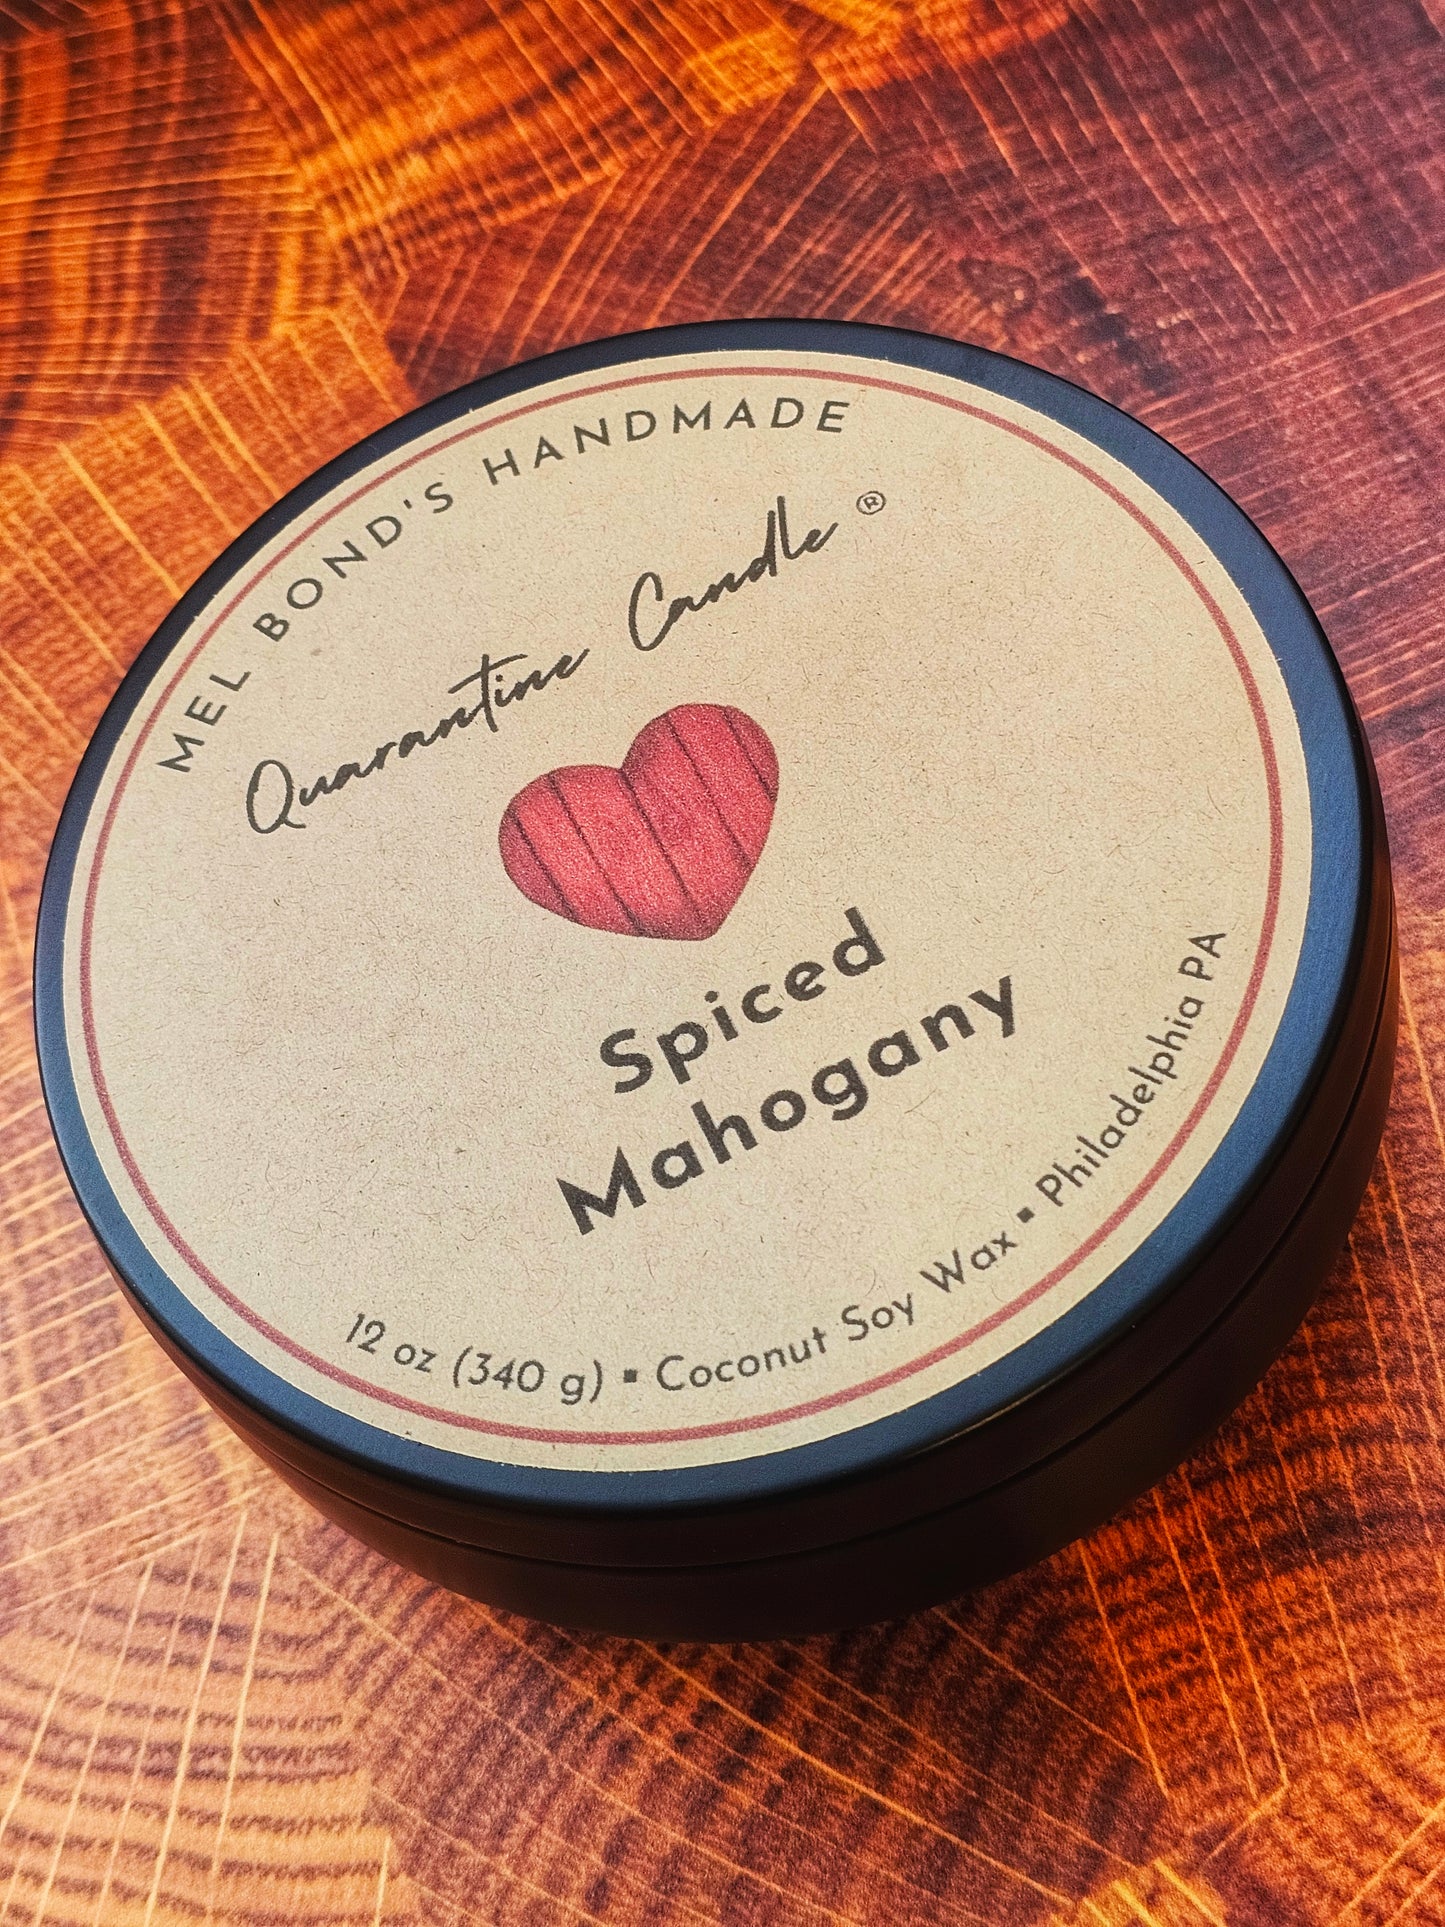 MEL BOND'S HANDMADE
Quarantine Candle ®
Spiced
Mahogany
12 oz (340 g) ▪ Coconut Soy Wax ▪ Philadelphia PA